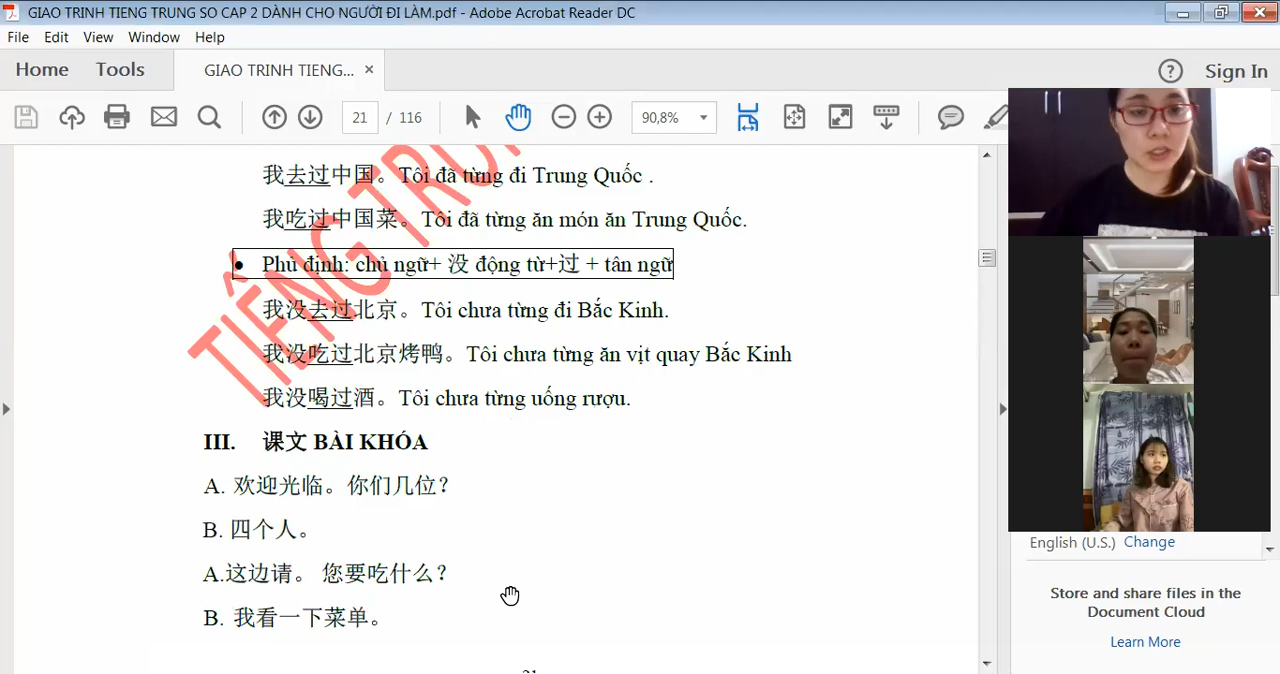 GIAO TRINH TIENG TRUNG SO CAP 2 DÀNH CHO NGƯỜI ĐI LÀM.pdf - Adobe Acrobat Reader DC
File Edit View Window Help
Home Tools GIAO TRINH TIENG... × Sign In
21 / 116 90,8%
我去过中国。Tôi đã từng đi Trung Quốc .
我吃过中国菜。Tôi đã từng ăn món ăn Trung Quốc.
• Phủ định: chủ ngữ+ 没 động từ+过 + tân ngữ
我没去过北京。Tôi chưa từng đi Bắc Kinh.
我没吃过北京烤鸭。Tôi chưa từng ăn vịt quay Bắc Kinh
我没喝过酒。Tôi chưa từng uống rượu.
III. 课文 BÀI KHÓA
A. 欢迎光临。你们几位?
B. 四个人。
A.这边请。 您要吃什么?
B. 我看一下菜单。
TIẾNG TRUN
English (U.S.) Change
Store and share files in the
Document Cloud
Learn More